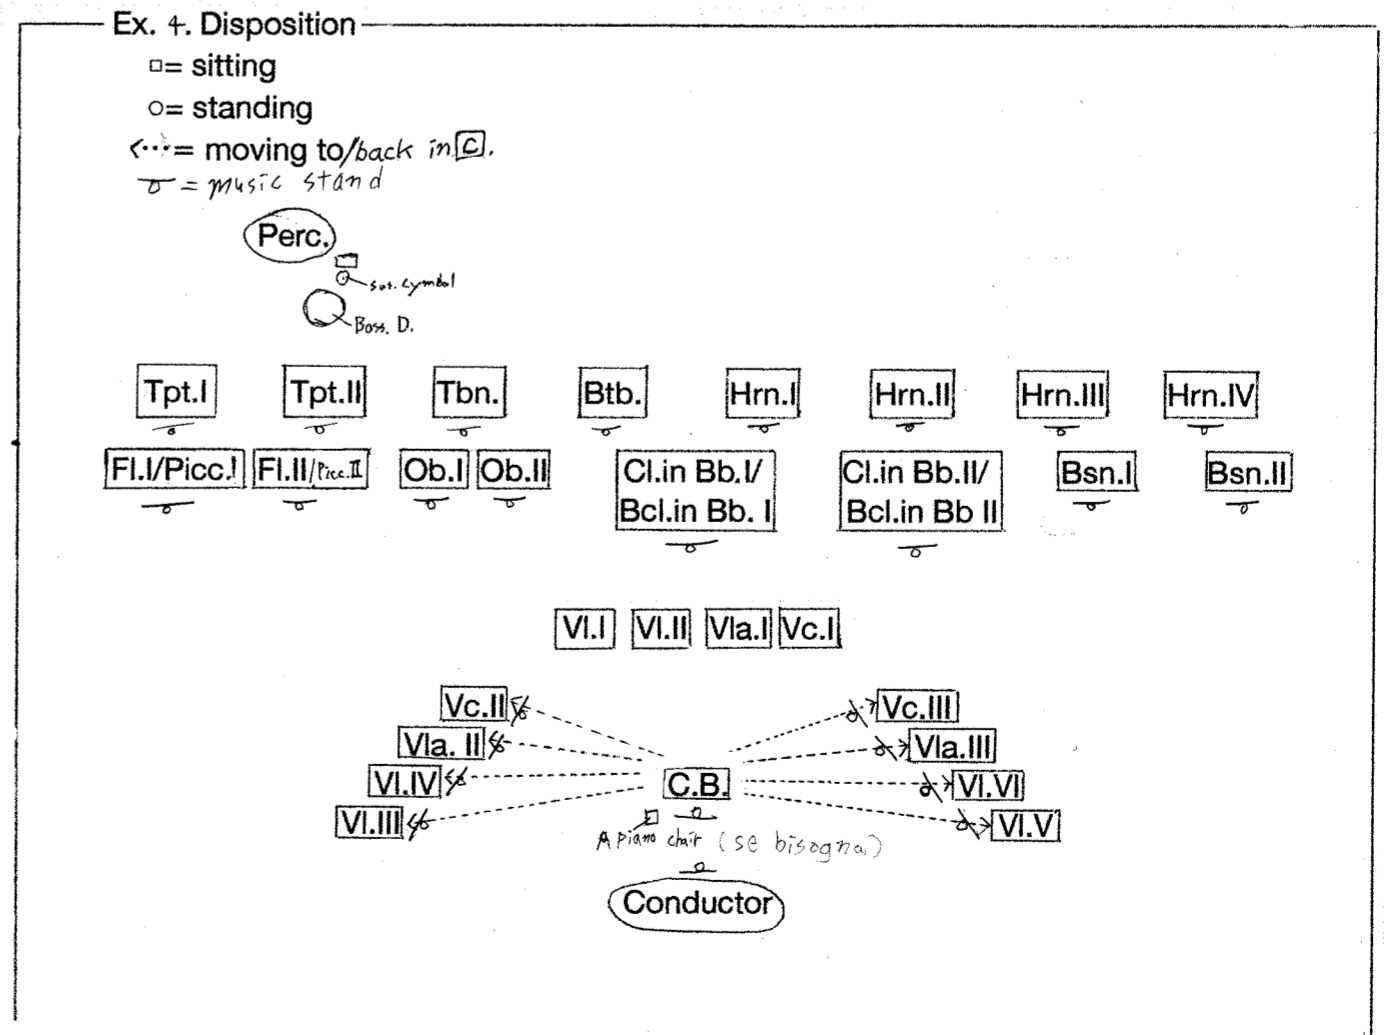 Ex. 4. Disposition
□= sitting
○= standing
<···= moving to/back in C.
= music stand
Perc.
sus. cymbal
Bass. D.
Tpt.I Tpt.II Tbn. Btb. Hrn.I Hrn.II Hrn.III Hrn.IV
Fl.I/Picc.I Fl.II/Picc.II Ob.I Ob.II Cl.in Bb.I/ Cl.in Bb.II/ Bsn.I Bsn.II
Bcl.in Bb. I Bcl.in Bb II
Vl.I Vl.II Vla.I Vc.I
Vc.II Vc.III
Vla. II Vla.III
Vl.IV C.B. Vl.VI
Vl.III Vl.V
A piano chair (se bisogna)
Conductor